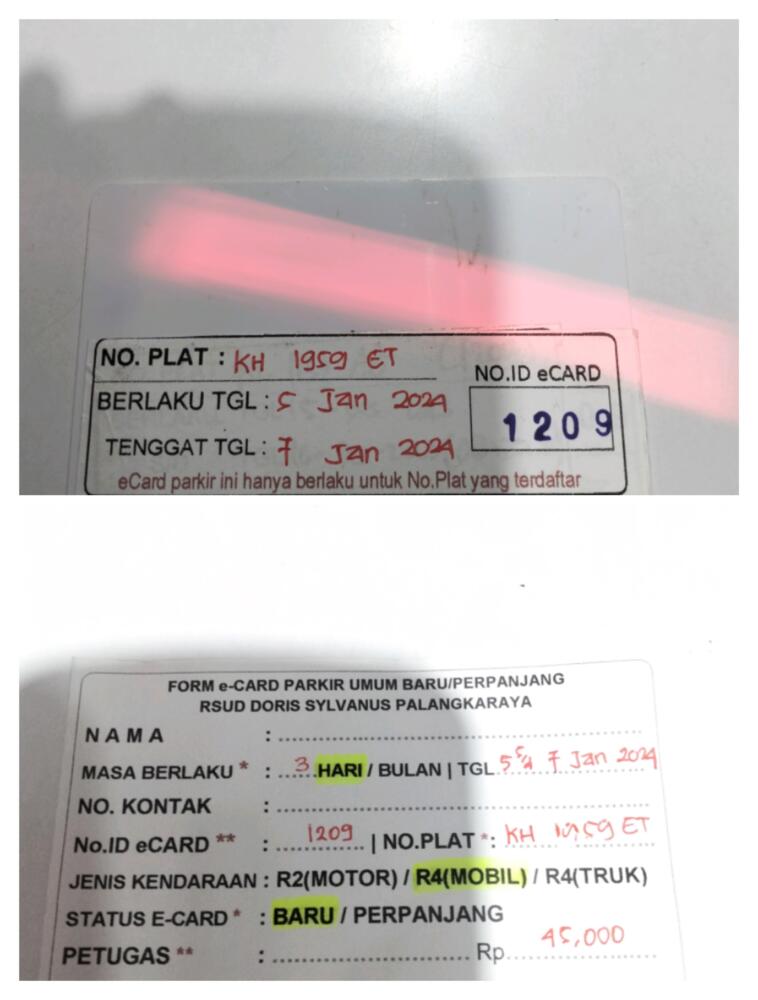 NO. PLAT : KH 1959 ET
NO.ID eCARD
BERLAKU TGL : 5 Jan 2024
1209
TENGGAT TGL : 7 Jan 2024
eCard parkir ini hanya berlaku untuk No.Plat yang terdaftar
FORM e-CARD PARKIR UMUM BARU/PERPANJANG
RSUD DORIS SYLVANUS PALANGKARAYA
NAMA : ..........
MASA BERLAKU * : ..... 3 HARI / BULAN | TGL 5 s/d 7 Jan 2024
NO. KONTAK : ..........
No.ID eCARD ** : 1209 | NO.PLAT *: KH 1959 ET
JENIS KENDARAAN : R2(MOTOR) / R4(MOBIL) / R4(TRUK)
STATUS E-CARD * : BARU / PERPANJANG
PETUGAS ** : .......... Rp. 45,000